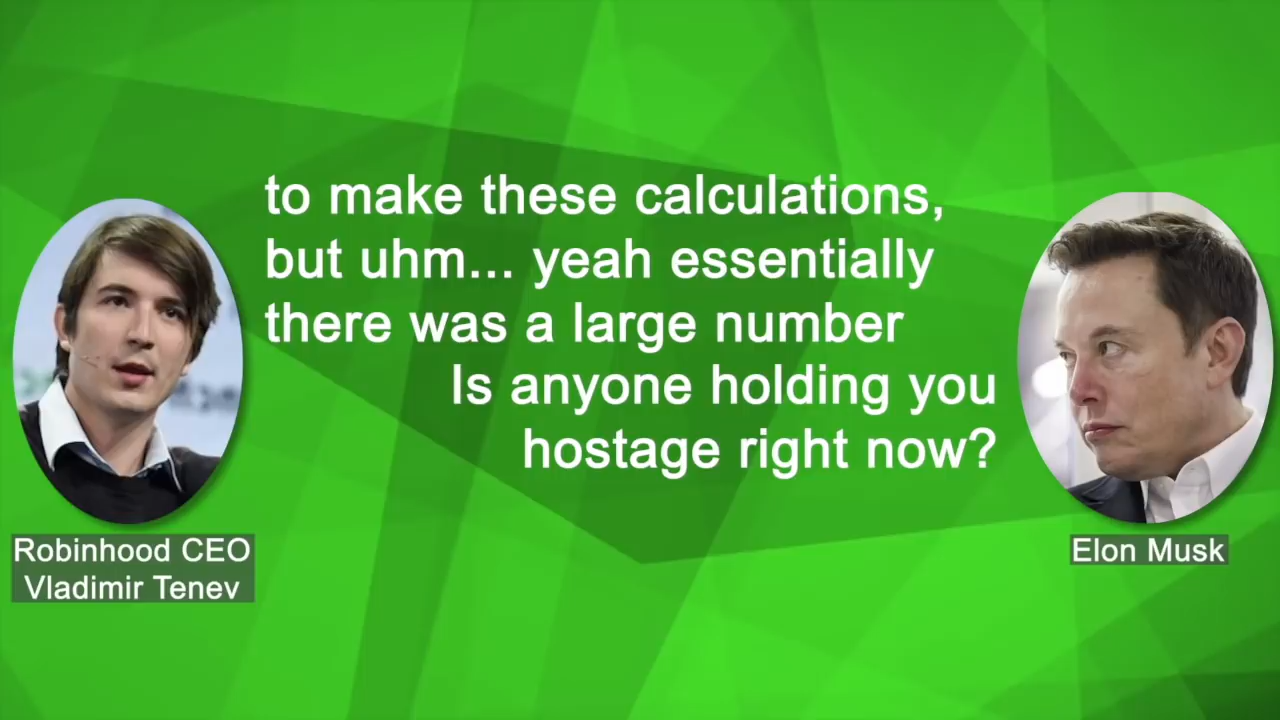 to make these calculations,
but uhm... yeah essentially
there was a large number
Is anyone holding you
hostage right now?
Robinhood CEO
Vladimir Tenev
Elon Musk